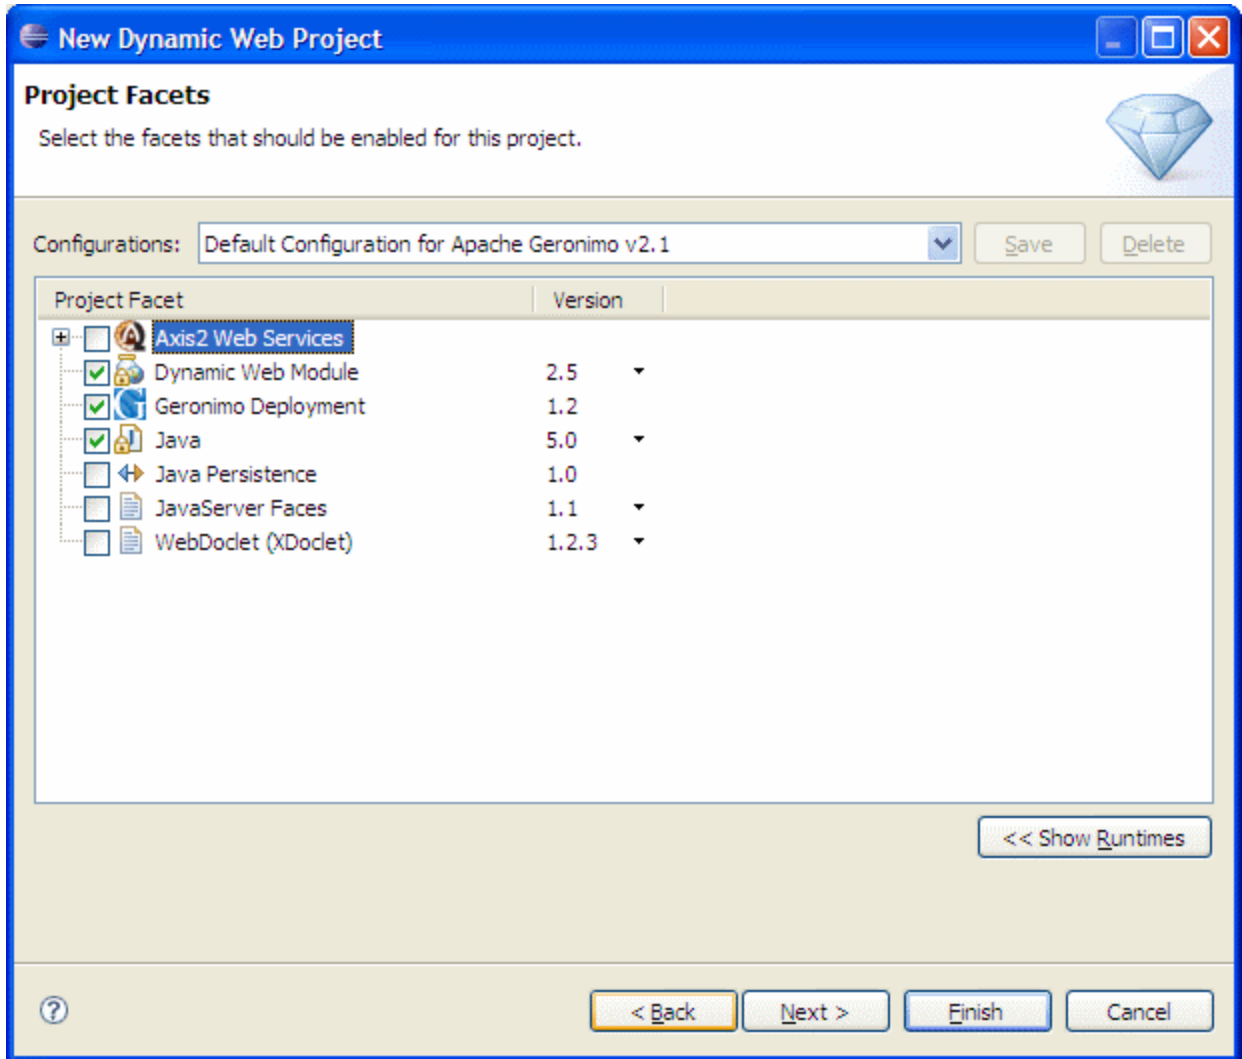 New Dynamic Web Project
Project Facets
Select the facets that should be enabled for this project.
Configurations: Default Configuration for Apache Geronimo v2.1 Save Delete
Project Facet Version
Axis2 Web Services
Dynamic Web Module 2.5
Geronimo Deployment 1.2
Java 5.0
Java Persistence 1.0
JavaServer Faces 1.1
WebDoclet (XDoclet) 1.2.3
<< Show Runtimes
< Back Next > Finish Cancel